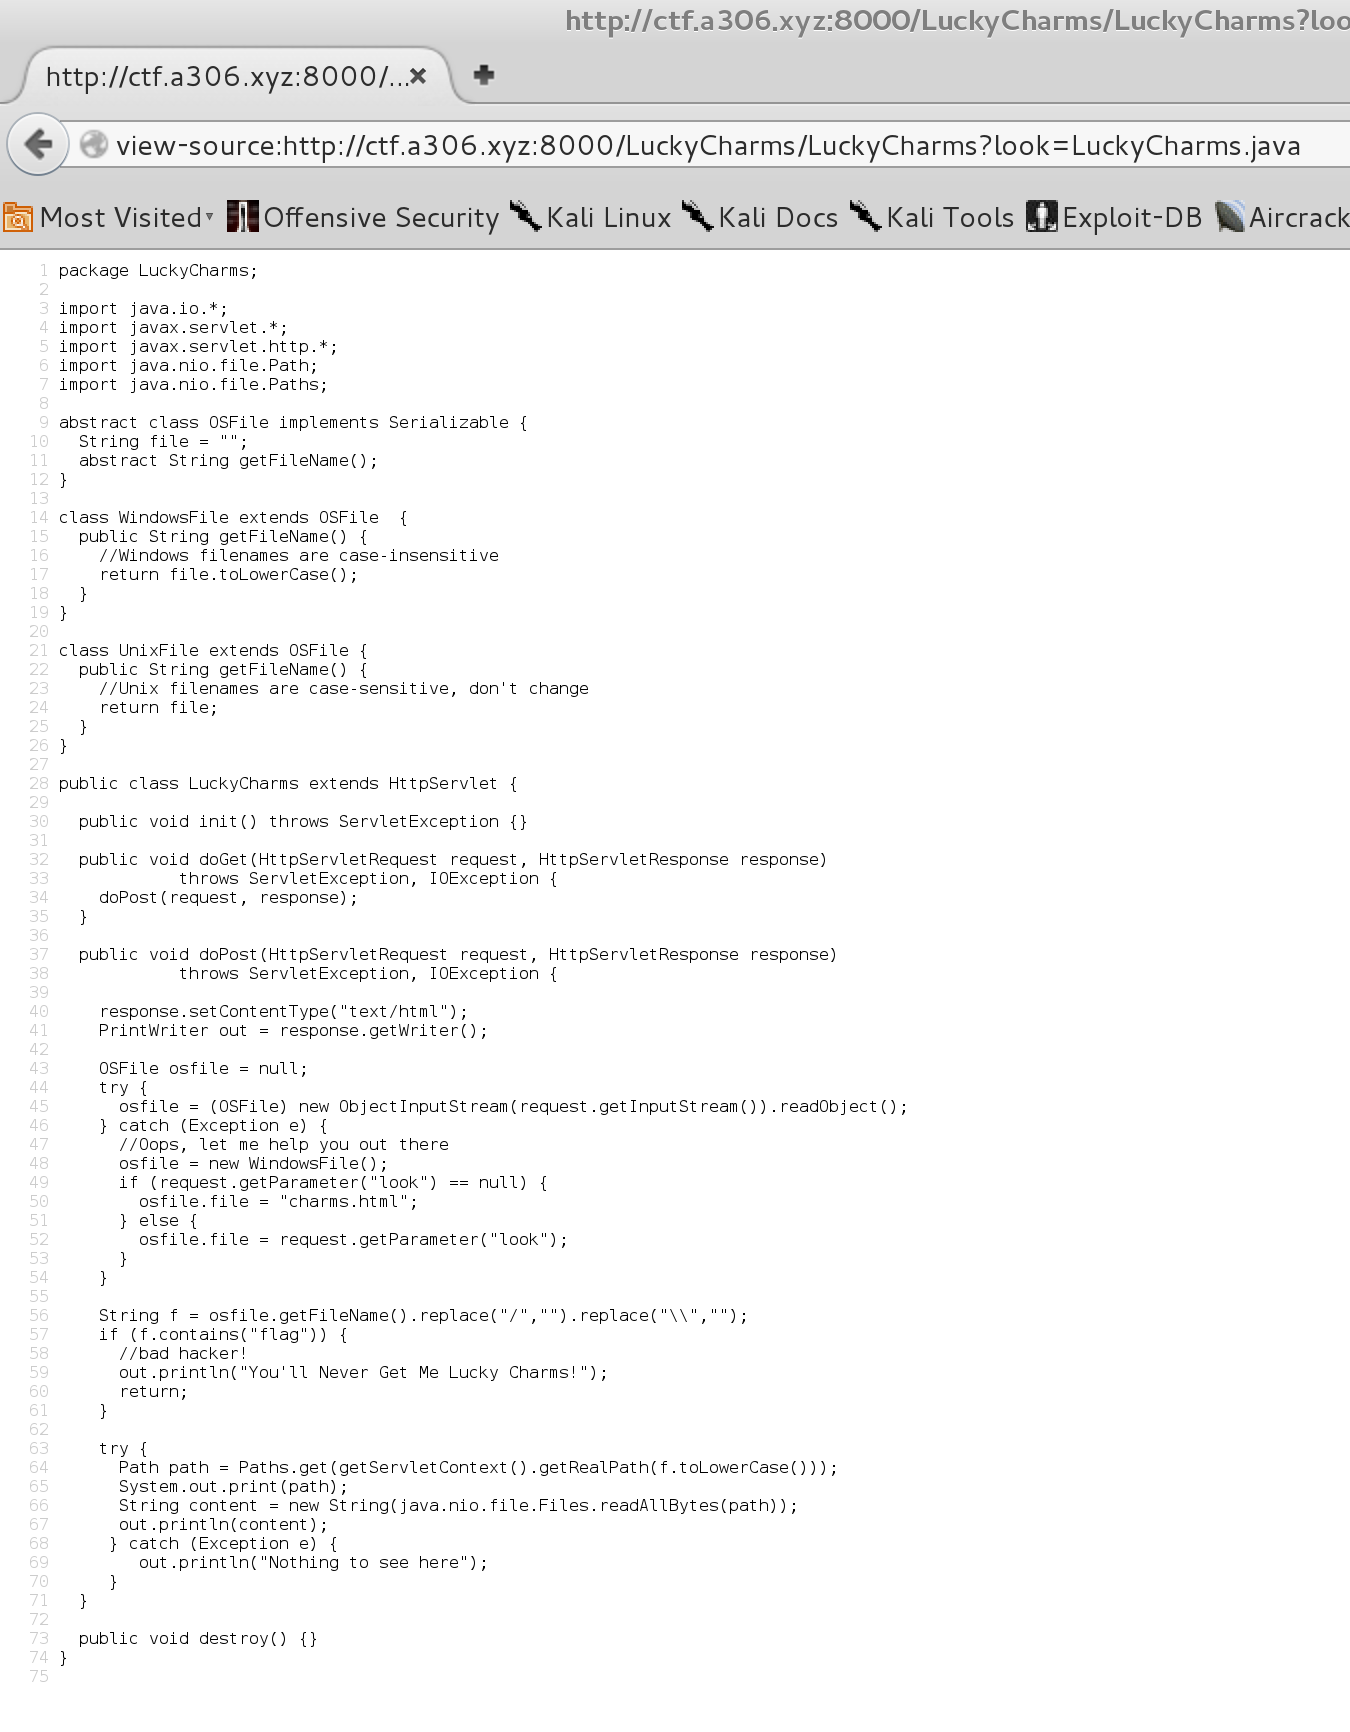 http://ctf.a306.xyz:8000/LuckyCharms/LuckyCharms?loo
http://ctf.a306.xyz:8000/...
view-source:http://ctf.a306.xyz:8000/LuckyCharms/LuckyCharms?look=LuckyCharms.java
Most Visited Offensive Security Kali Linux Kali Docs Kali Tools Exploit-DB Aircrack
1 package LuckyCharms;
2
3 import java.io.*;
4 import javax.servlet.*;
5 import javax.servlet.http.*;
6 import java.nio.file.Path;
7 import java.nio.file.Paths;
8
9 abstract class OSFile implements Serializable {
10   String file = "";
11   abstract String getFileName();
12 }
13
14 class WindowsFile extends OSFile  {
15   public String getFileName() {
16     //Windows filenames are case-insensitive
17     return file.toLowerCase();
18   }
19 }
20
21 class UnixFile extends OSFile {
22   public String getFileName() {
23     //Unix filenames are case-sensitive, don't change
24     return file;
25   }
26 }
27
28 public class LuckyCharms extends HttpServlet {
29
30   public void init() throws ServletException {}
31
32   public void doGet(HttpServletRequest request, HttpServletResponse response)
33             throws ServletException, IOException {
34     doPost(request, response);
35   }
36
37   public void doPost(HttpServletRequest request, HttpServletResponse response)
38             throws ServletException, IOException {
39
40     response.setContentType("text/html");
41     PrintWriter out = response.getWriter();
42
43     OSFile osfile = null;
44     try {
45       osfile = (OSFile) new ObjectInputStream(request.getInputStream()).readObject();
46     } catch (Exception e) {
47       //Oops, let me help you out there
48       osfile = new WindowsFile();
49       if (request.getParameter("look") == null) {
50         osfile.file = "charms.html";
51       } else {
52         osfile.file = request.getParameter("look");
53       }
54     }
55
56     String f = osfile.getFileName().replace("/","").replace("\\","");
57     if (f.contains("flag")) {
58       //bad hacker!
59       out.println("You'll Never Get Me Lucky Charms!");
60       return;
61     }
62
63     try {
64       Path path = Paths.get(getServletContext().getRealPath(f.toLowerCase()));
65       System.out.print(path);
66       String content = new String(java.nio.file.Files.readAllBytes(path));
67       out.println(content);
68      } catch (Exception e) {
69         out.println("Nothing to see here");
70      }
71   }
72
73   public void destroy() {}
74 }
75